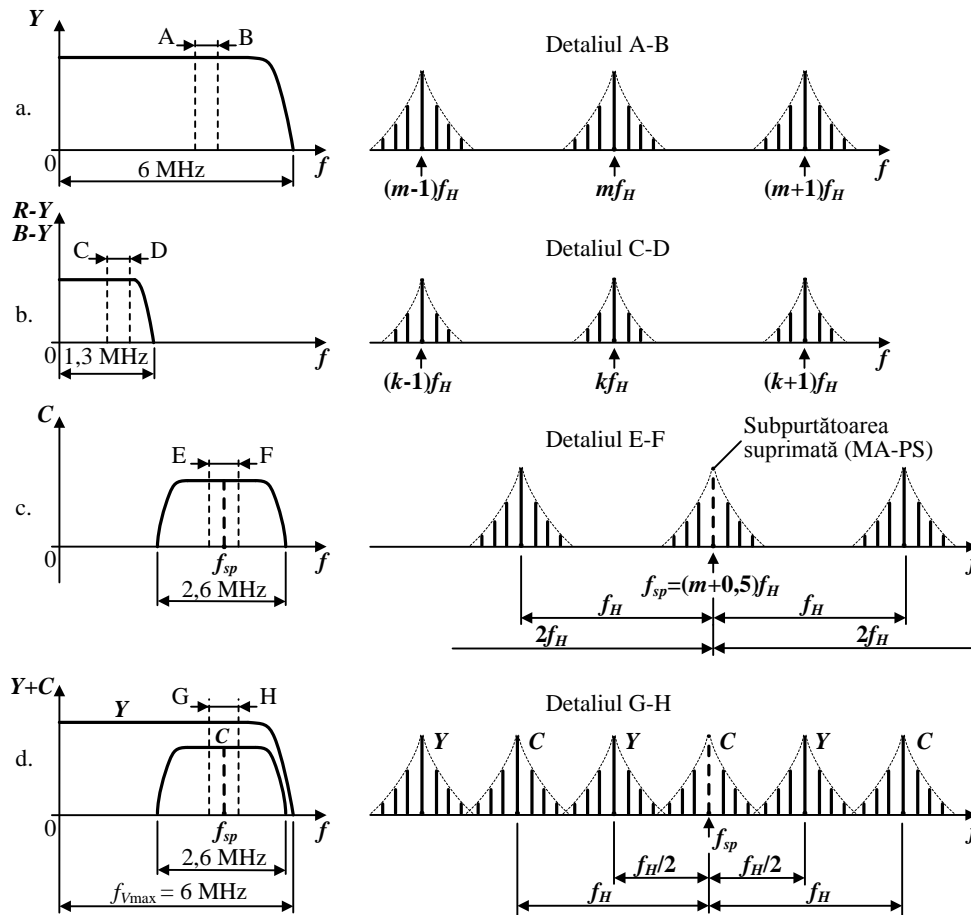 Y
A B
Detaliul A-B
a.
0
6 MHz
f
(m-1)f_H
mf_H
(m+1)f_H
f
R-Y
B-Y
C D
Detaliul C-D
b.
0
1,3 MHz
f
(k-1)f_H
kf_H
(k+1)f_H
f
C
E F
Detaliul E-F
Subpurtătoarea
suprimată (MA-PS)
c.
0
f_sp
f
2,6 MHz
f_sp=(m+0,5)f_H
f
f_H
f_H
2f_H
2f_H
Y+C
Y
G H
C
Detaliul G-H
Y
C
Y
C
Y
C
d.
0
f_sp
f
2,6 MHz
f_Vmax = 6 MHz
f_sp
f
f_H/2
f_H/2
f_H
f_H